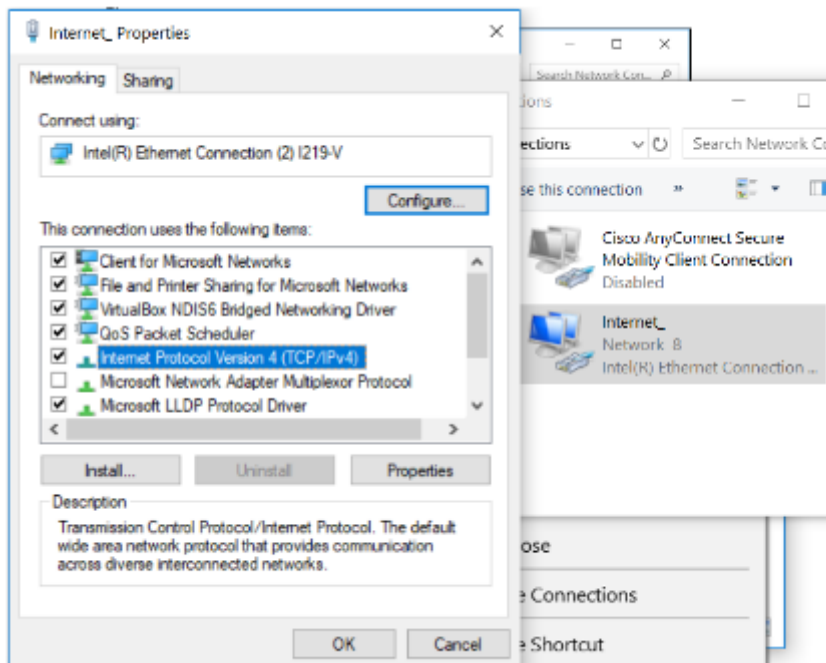 Internet_ Properties
Networking
Sharing
Connect using:
Intel(R) Ethernet Connection (2) I219-V
Configure...
This connection uses the following items:
Client for Microsoft Networks
File and Printer Sharing for Microsoft Networks
VirtualBox NDIS6 Bridged Networking Driver
QoS Packet Scheduler
Internet Protocol Version 4 (TCP/IPv4)
Microsoft Network Adapter Multiplexor Protocol
Microsoft LLDP Protocol Driver
Install...
Uninstall
Properties
Description
Transmission Control Protocol/Internet Protocol. The default
wide area network protocol that provides communication
across diverse interconnected networks.
OK
Cancel
Search Network Con...
ions
ections
Search Network Co
se this connection »
Cisco AnyConnect Secure
Mobility Client Connection
Disabled
Internet_
Network 8
Intel(R) Ethernet Connection ...
ose
e Connections
e Shortcut